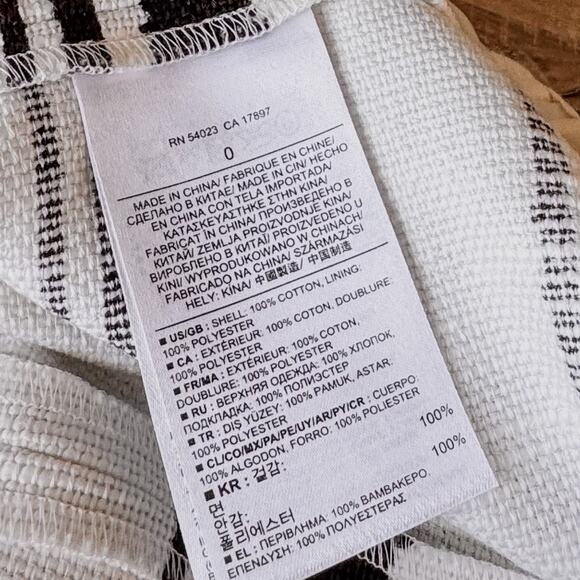 RN 54023 CA 17897
0
MADE IN CHINA/ FABRIQUE EN CHINE/
СДЕЛАНО В КИТАЕ/ MADE IN CIN/ HECHO
EN CHINA CON TELA IMPORTADA/
ΚΑΤΑΣΚΕΥΑΣΤΗΚΕ ΣΤΗΝ ΚΙΝΑ/
FABRICAT ÎN CHINA/ PRODUZIDO EN
КИТАЙ/ ZEMLJA PROIZVODNJE KINA/
ВИРОБЛЕНО В КИТАЇ/ PROIZVEDENO U
KINI/ WYPRODUKOWANO W CHINACH/
FABRICADO NA CHINA/ SZÁRMAZÁSI
HELY: KÍNA/ 中國製造/ 中国制造
■ US/GB : SHELL: 100% COTTON, LINING:
100% POLYESTER
■ CA : EXTÉRIEUR: 100% COTON, DOUBLURE:
100% POLYESTER
■ FR/MA : EXTÉRIEUR: 100% COTON,
DOUBLURE: 100% POLYESTER
■ RU : ВЕРХНЯЯ ОДЕЖДА: 100% ХЛОПОК,
ПОДКЛАДКА: 100% ПОЛИЭСТЕР
■ TR : DIŞ YÜZEY: 100% PAMUK, ASTAR:
100% POLYESTER
■ CL/CO/MX/PA/PE/UY/AR/PY/CR : CUERPO:
100% ALGODON, FORRO: 100% POLIESTER
■ KR : 겉감:
면 100%
안감:
폴리에스터 100%
■ EL : ΠΕΡΙΒΛΗΜΑ: 100% ΒΑΜΒΑΚΕΡΟ,
ΕΠΕΝΔΥΣΗ: 100% ΠΟΛΥΕΣΤΕΡΑΣ